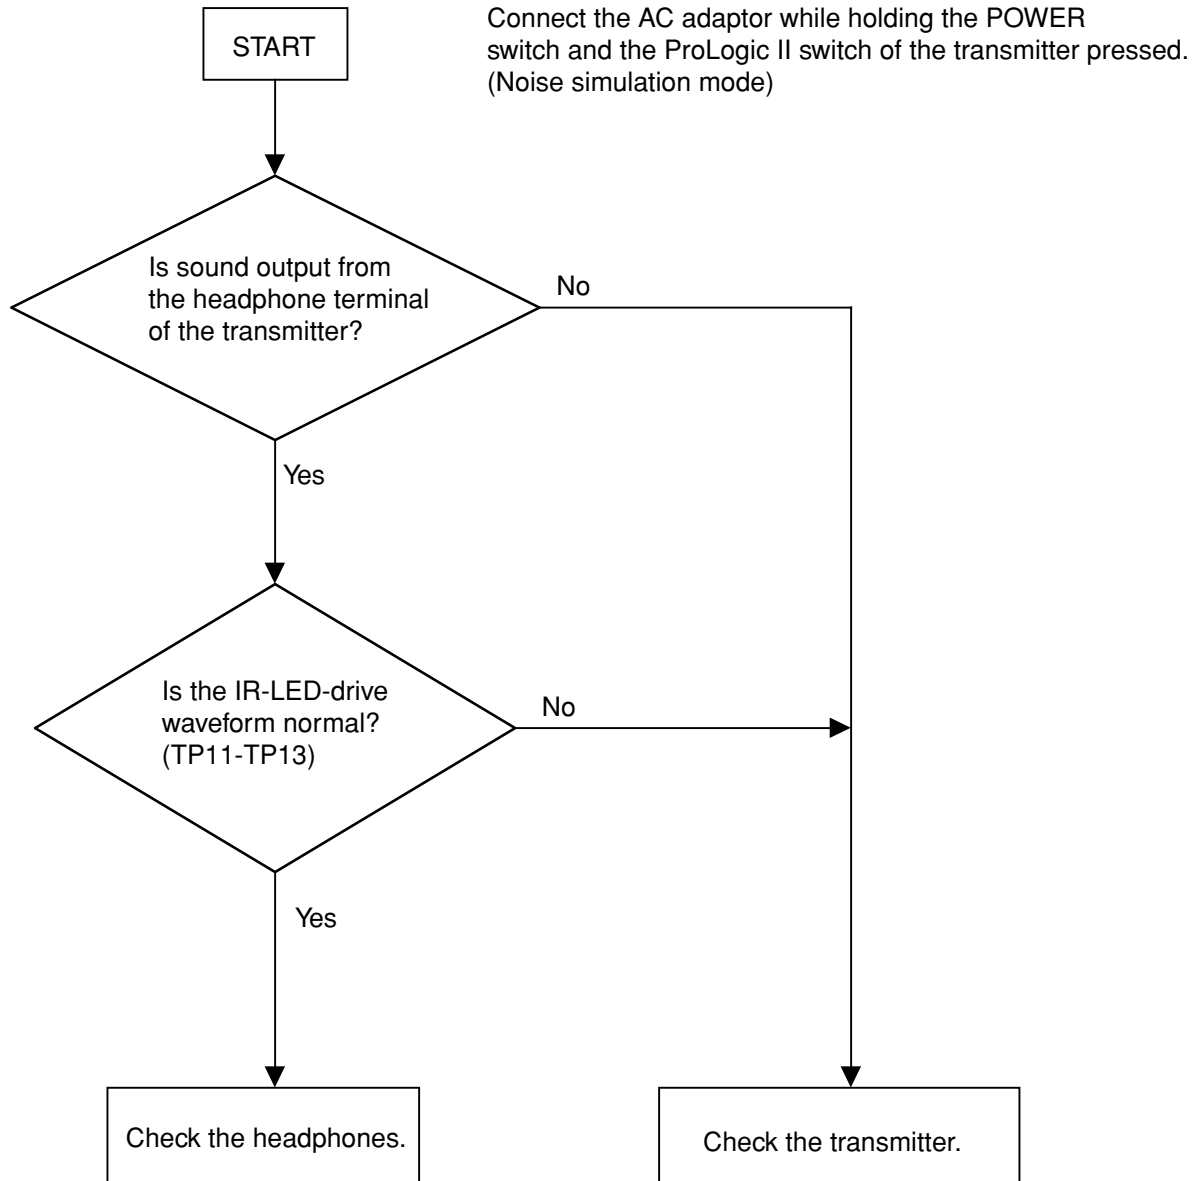 START
Connect the AC adaptor while holding the POWER
switch and the ProLogic II switch of the transmitter pressed.
(Noise simulation mode)
Is sound output from
the headphone terminal
of the transmitter?
No
Yes
Is the IR-LED-drive
waveform normal?
(TP11-TP13)
No
Yes
Check the headphones.
Check the transmitter.